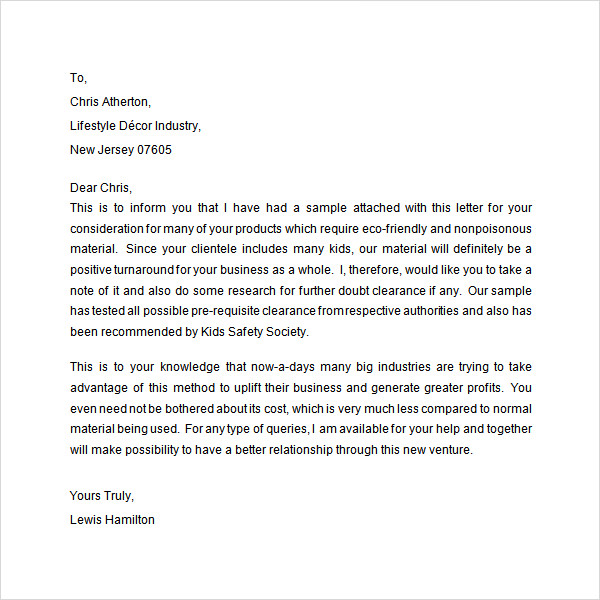 To,
Chris Atherton,
Lifestyle Décor Industry,
New Jersey 07605
Dear Chris,
This is to inform you that I have had a sample attached with this letter for your
consideration for many of your products which require eco-friendly and nonpoisonous
material. Since your clientele includes many kids, our material will definitely be a
positive turnaround for your business as a whole. I, therefore, would like you to take a
note of it and also do some research for further doubt clearance if any. Our sample
has tested all possible pre-requisite clearance from respective authorities and also has
been recommended by Kids Safety Society.
This is to your knowledge that now-a-days many big industries are trying to take
advantage of this method to uplift their business and generate greater profits. You
even need not be bothered about its cost, which is very much less compared to normal
material being used. For any type of queries, I am available for your help and together
will make possibility to have a better relationship through this new venture.
Yours Truly,
Lewis Hamilton